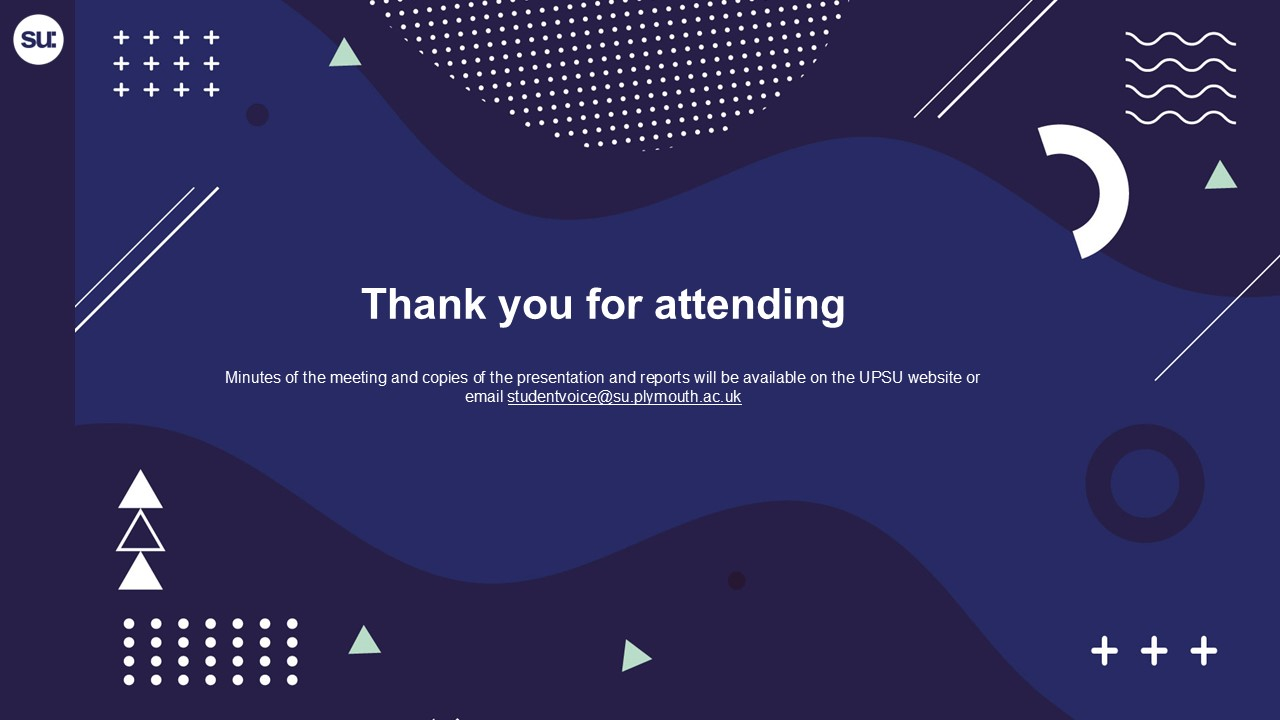 su:
Thank you for attending
Minutes of the meeting and copies of the presentation and reports will be available on the UPSU website or
email studentvoice@su.plymouth.ac.uk